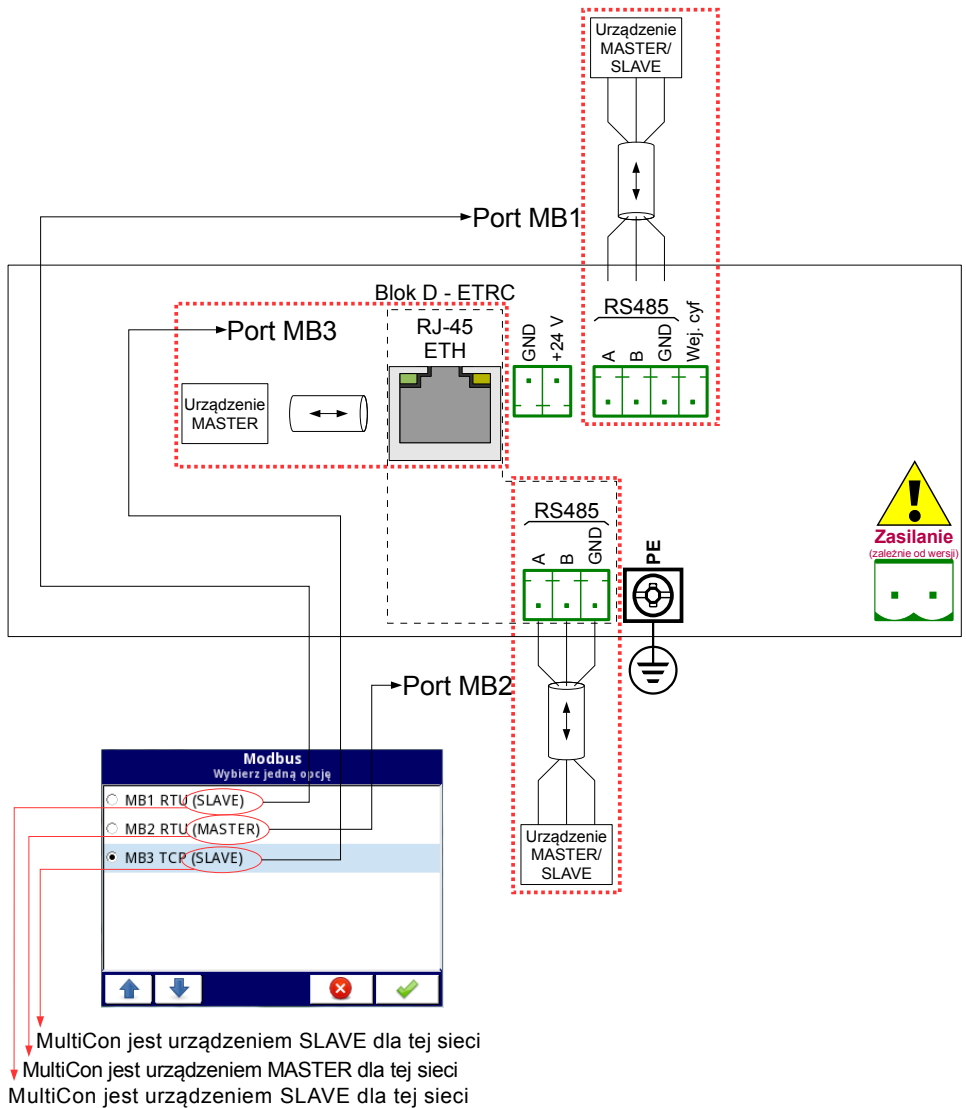 Urządzenie
MASTER/
SLAVE
Port MB1
Blok D - ETRC
Port MB3
RJ-45
ETH
GND
+24 V
RS485
A
B
GND
Wej. cyf
Urządzenie
MASTER
RS485
A
B
GND
PE
Zasilanie
(zależnie od wersji)
Port MB2
Modbus
Wybierz jedną opcję
MB1 RTU (SLAVE)
MB2 RTU (MASTER)
MB3 TCP (SLAVE)
Urządzenie
MASTER/
SLAVE
MultiCon jest urządzeniem SLAVE dla tej sieci
MultiCon jest urządzeniem MASTER dla tej sieci
MultiCon jest urządzeniem SLAVE dla tej sieci